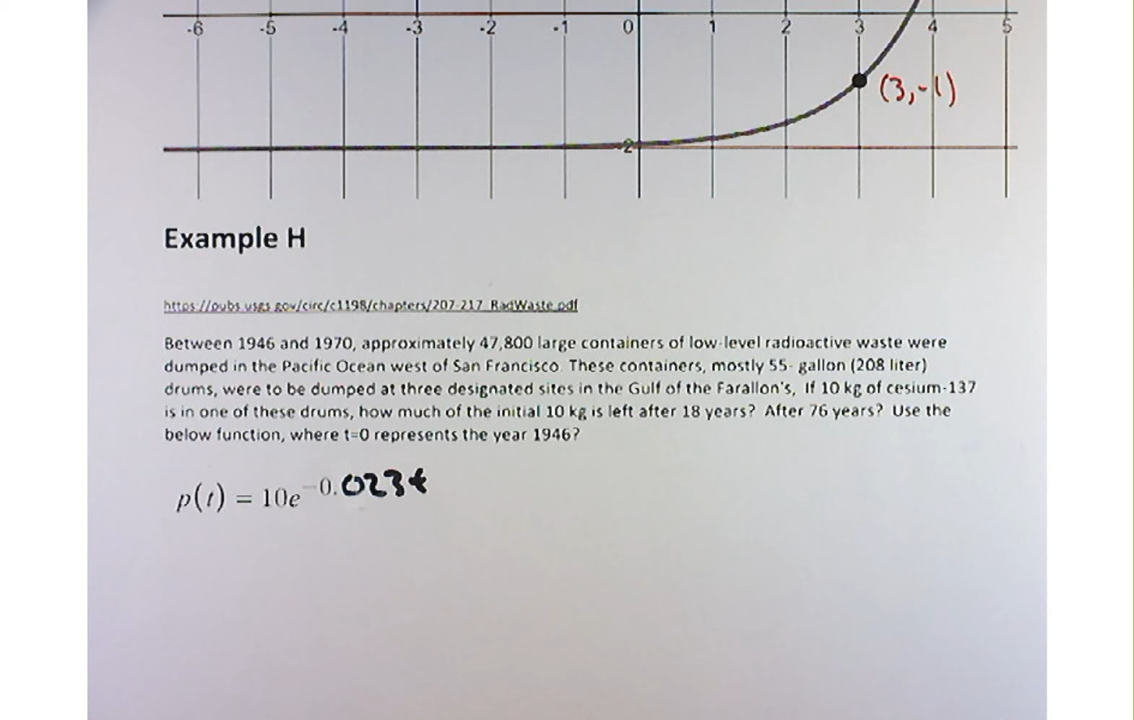 -6 -5 -4 -3 -2 -1 0 1 2 3 4 5
(3,-1)
-2
Example H
https://pubs.usgs.gov/circ/c1198/chapters/207-217_RadWaste.pdf
Between 1946 and 1970, approximately 47,800 large containers of low-level radioactive waste were
dumped in the Pacific Ocean west of San Francisco. These containers, mostly 55- gallon (208 liter)
drums, were to be dumped at three designated sites in the Gulf of the Farallon's, If 10 kg of cesium-137
is in one of these drums, how much of the initial 10 kg is left after 18 years? After 76 years? Use the
below function, where t=0 represents the year 1946?
p(t) = 10e^-0.023t